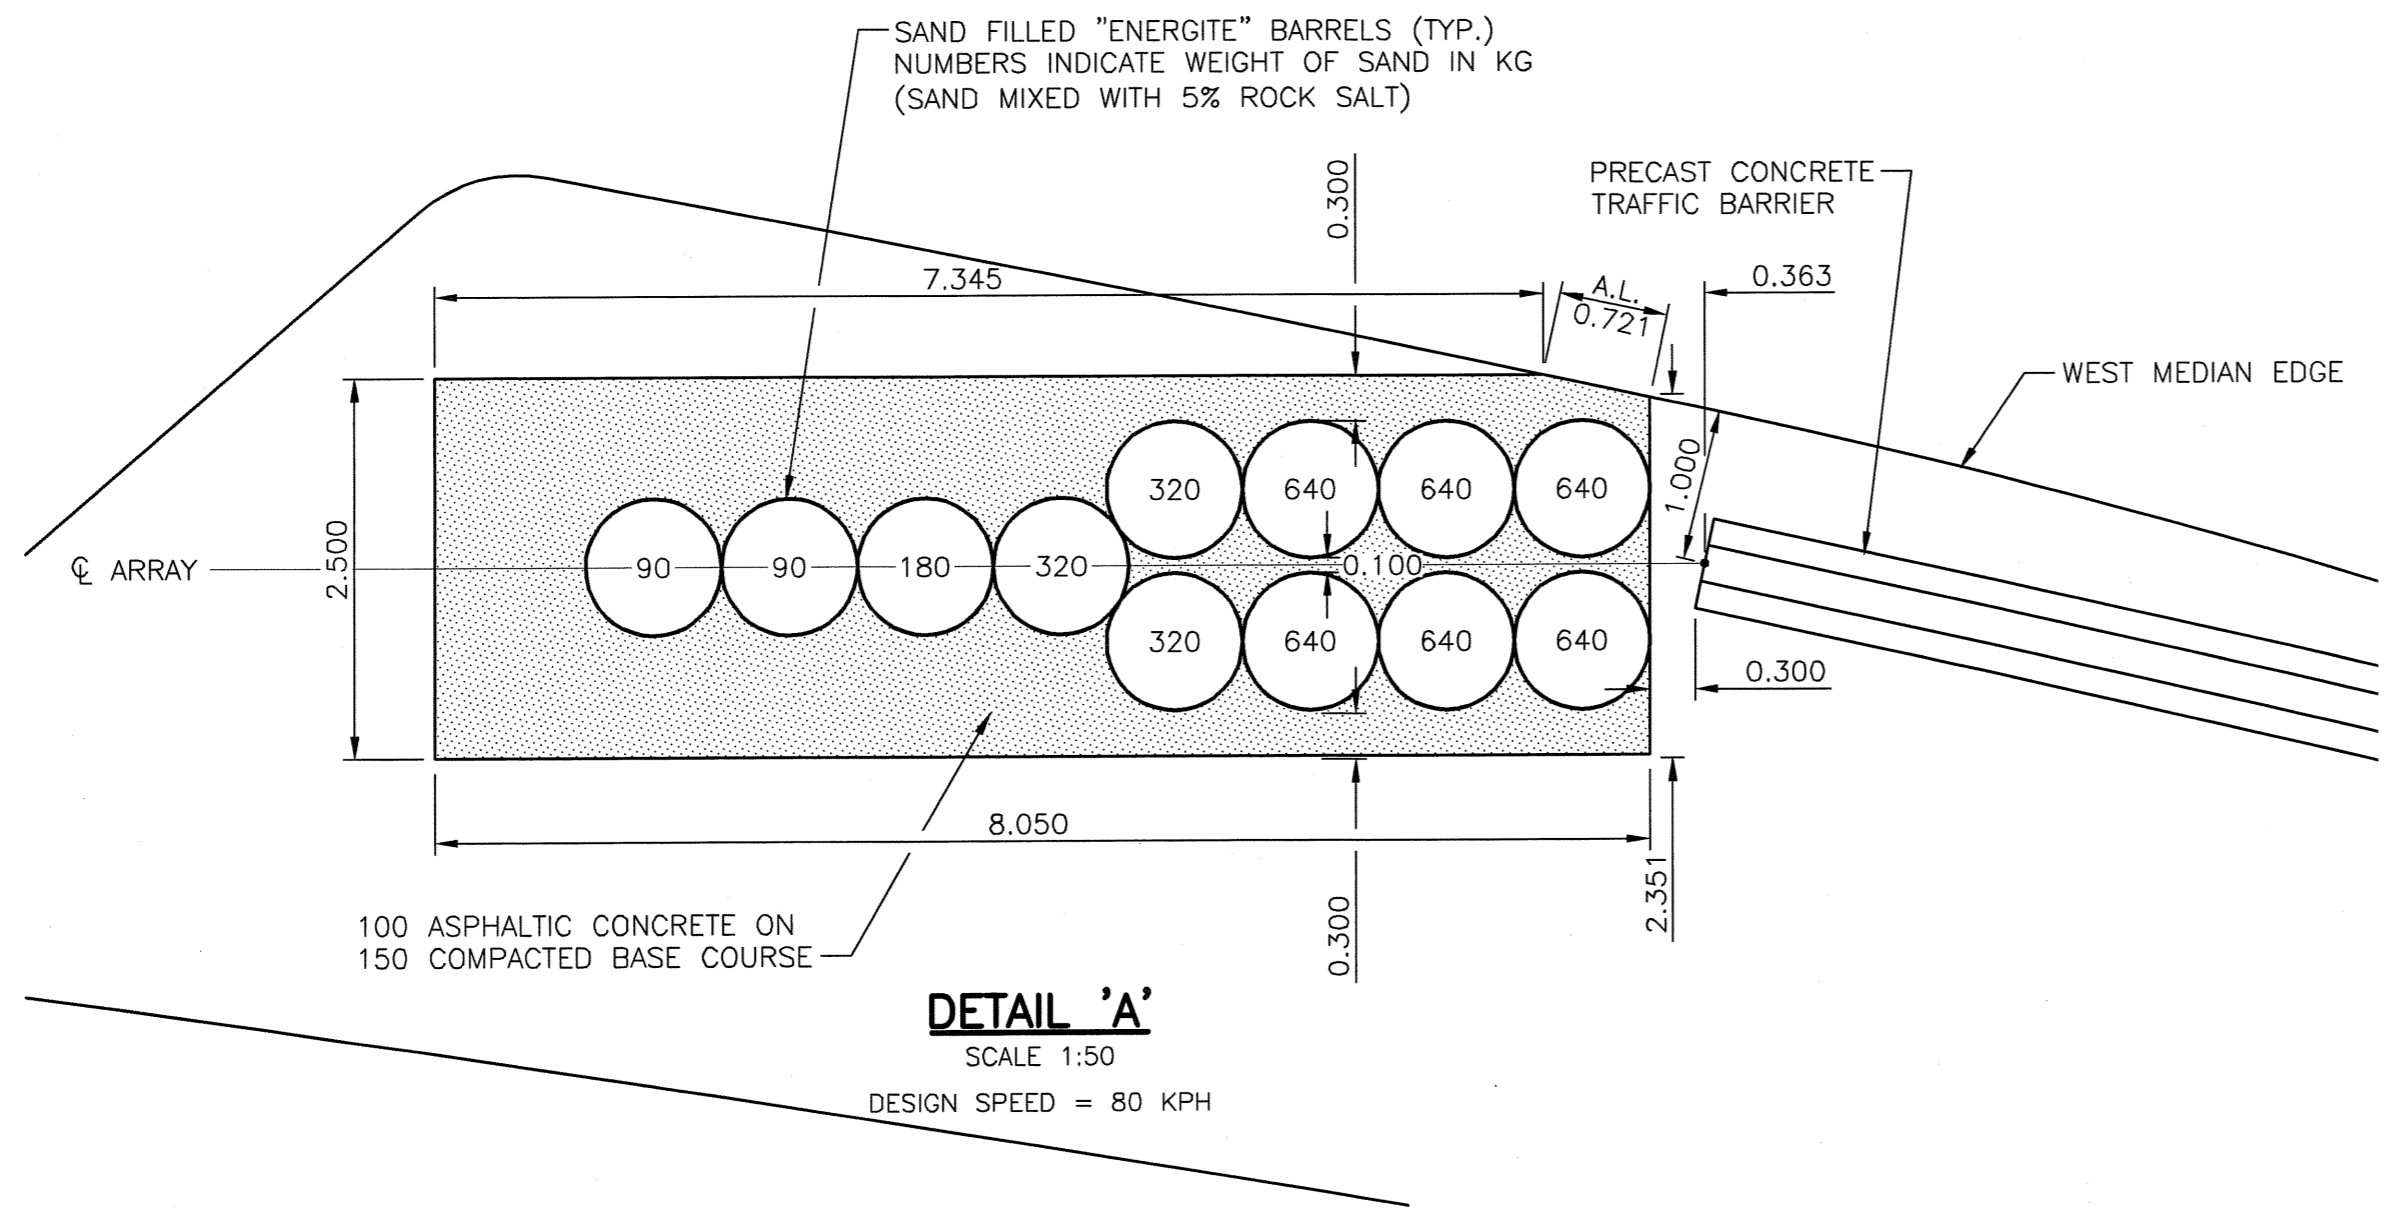 SAND FILLED "ENERGITE" BARRELS (TYP.)
NUMBERS INDICATE WEIGHT OF SAND IN KG
(SAND MIXED WITH 5% ROCK SALT)
PRECAST CONCRETE
TRAFFIC BARRIER
0.300
7.345
A.L.
0.721
0.363
WEST MEDIAN EDGE
1.000
320 640 640 640
2.500
℄ ARRAY
90 90 180 320
0.100
320 640 640 640
0.300
8.050
2.351
0.300
100 ASPHALTIC CONCRETE ON
150 COMPACTED BASE COURSE
DETAIL 'A'
SCALE 1:50
DESIGN SPEED = 80 KPH